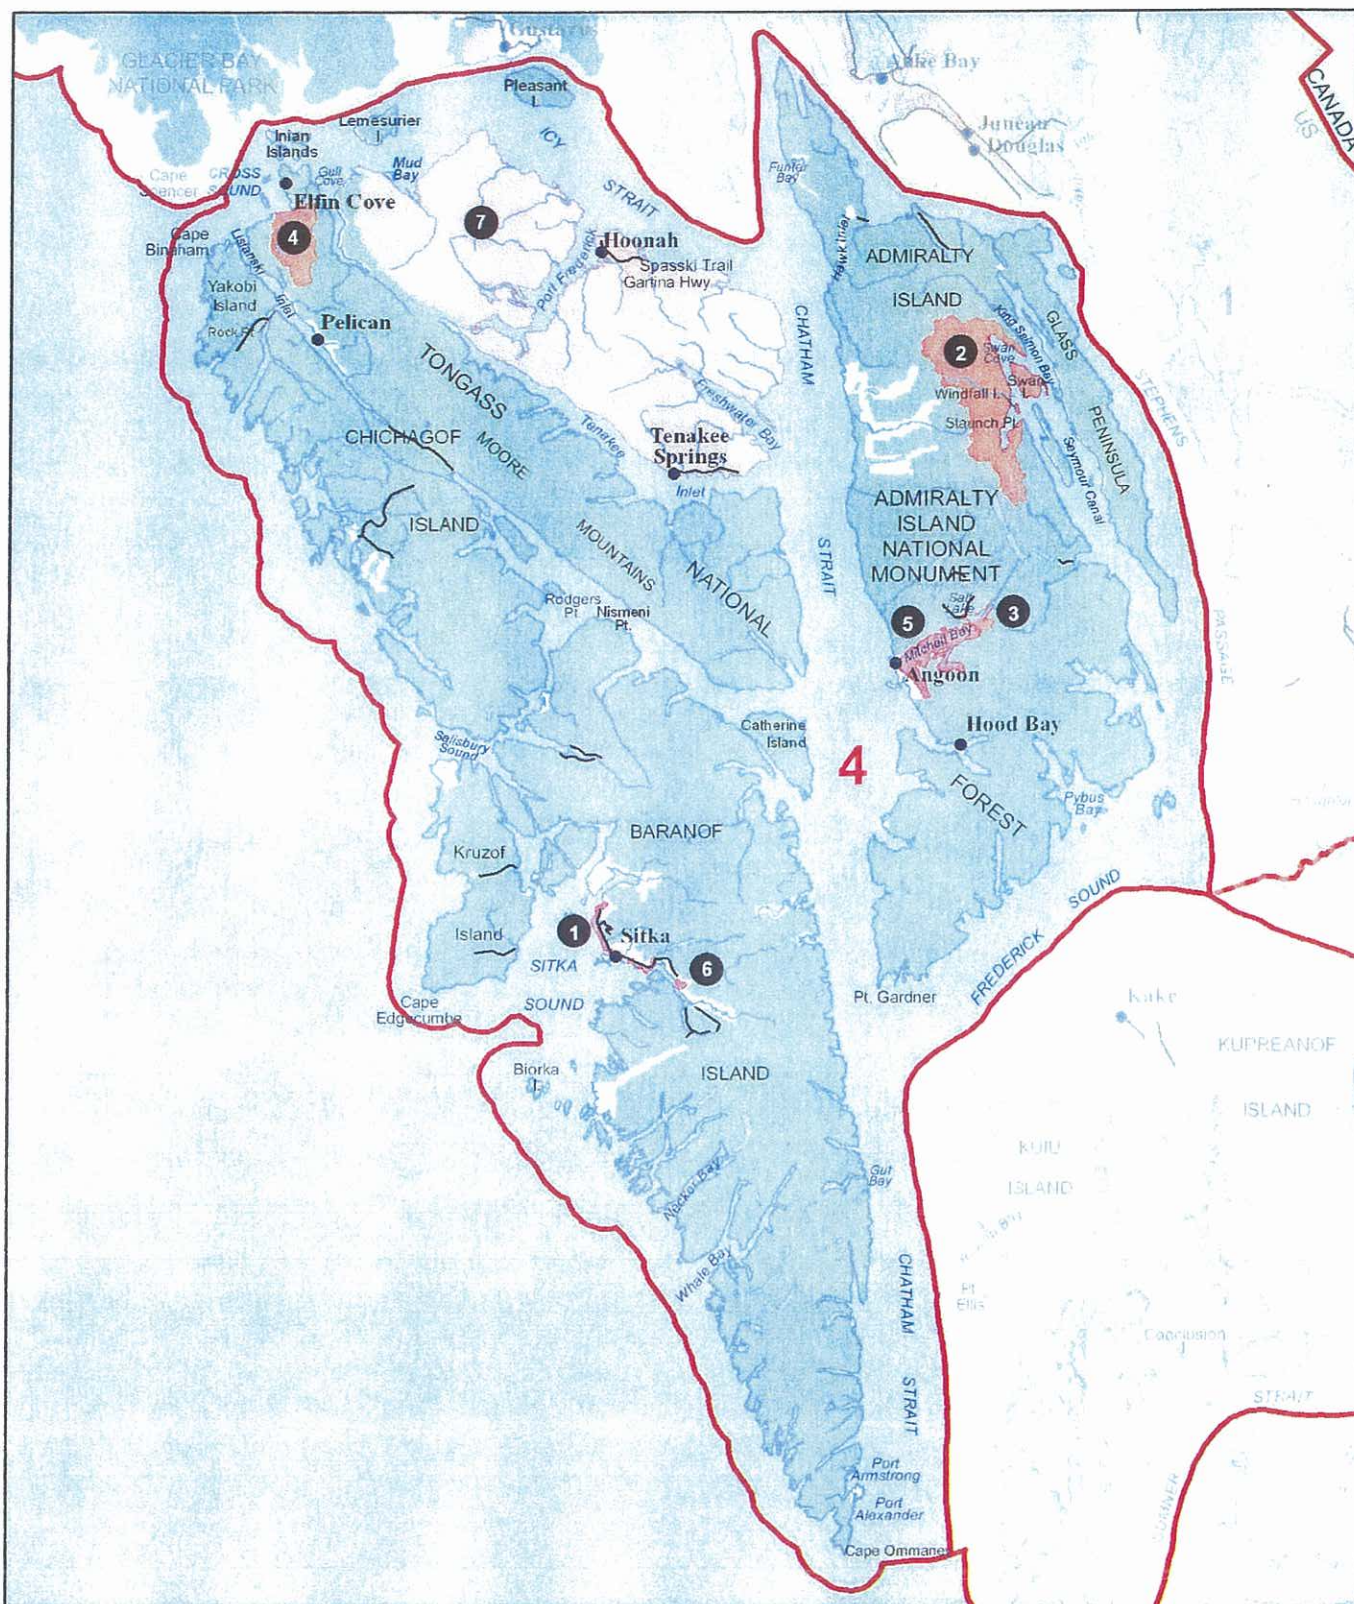 Gustavus
GLACIER BAY
NATIONAL PARK
Auke Bay
CANADA
US
Pleasant
I.
Lemesurier
I.
ICY
Juneau
Douglas
Inian
Islands
Mud
Bay
Cape
Spencer
CROSS
SOUND
Gull
Cove
Funter
Bay
STRAIT
Elfin Cove
7
4
Cape
Bingham
Hoonah
Spasski Trail
Gartina Hwy
Port Frederick
Hawk Inlet
ADMIRALTY
ISLAND
Lisianski
Inlet
Yakobi
Island
Rock Pt.
Pelican
CHATHAM
STRAIT
King Salmon Bay
GLASS
PENINSULA
2
Swan
Cove
Swan
I.
Windfall I.
Staunch Pt.
STEPHENS
PASSAGE
TONGASS
Freshwater Bay
CHICHAGOF
ISLAND
MOORE
MOUNTAINS
Tenakee
Inlet
Tenakee
Springs
Seymour Canal
ADMIRALTY
ISLAND
NATIONAL
MONUMENT
NATIONAL
Rodgers
Pt
Nismeni
Pt.
Salt
Lake
5
3
Mitchell Bay
Angoon
Hood Bay
Catherine
Island
Salisbury
Sound
4
FOREST
Pybus
Bay
BARANOF
Kruzof
Island
FREDERICK
SOUND
1
Sitka
SITKA
SOUND
6
Pt. Gardner
Cape
Edgecumbe
Kake
KUPREANOF
ISLAND
Biorka
I.
ISLAND
KUIU
ISLAND
Gut
Bay
Necker Bay
Whale Bay
CHATHAM
STRAIT
Pt.
Ellis
Conclusion
I.
STRAIT
Port
Armstrong
Port
Alexander
SUMNER
Cape Ommaney